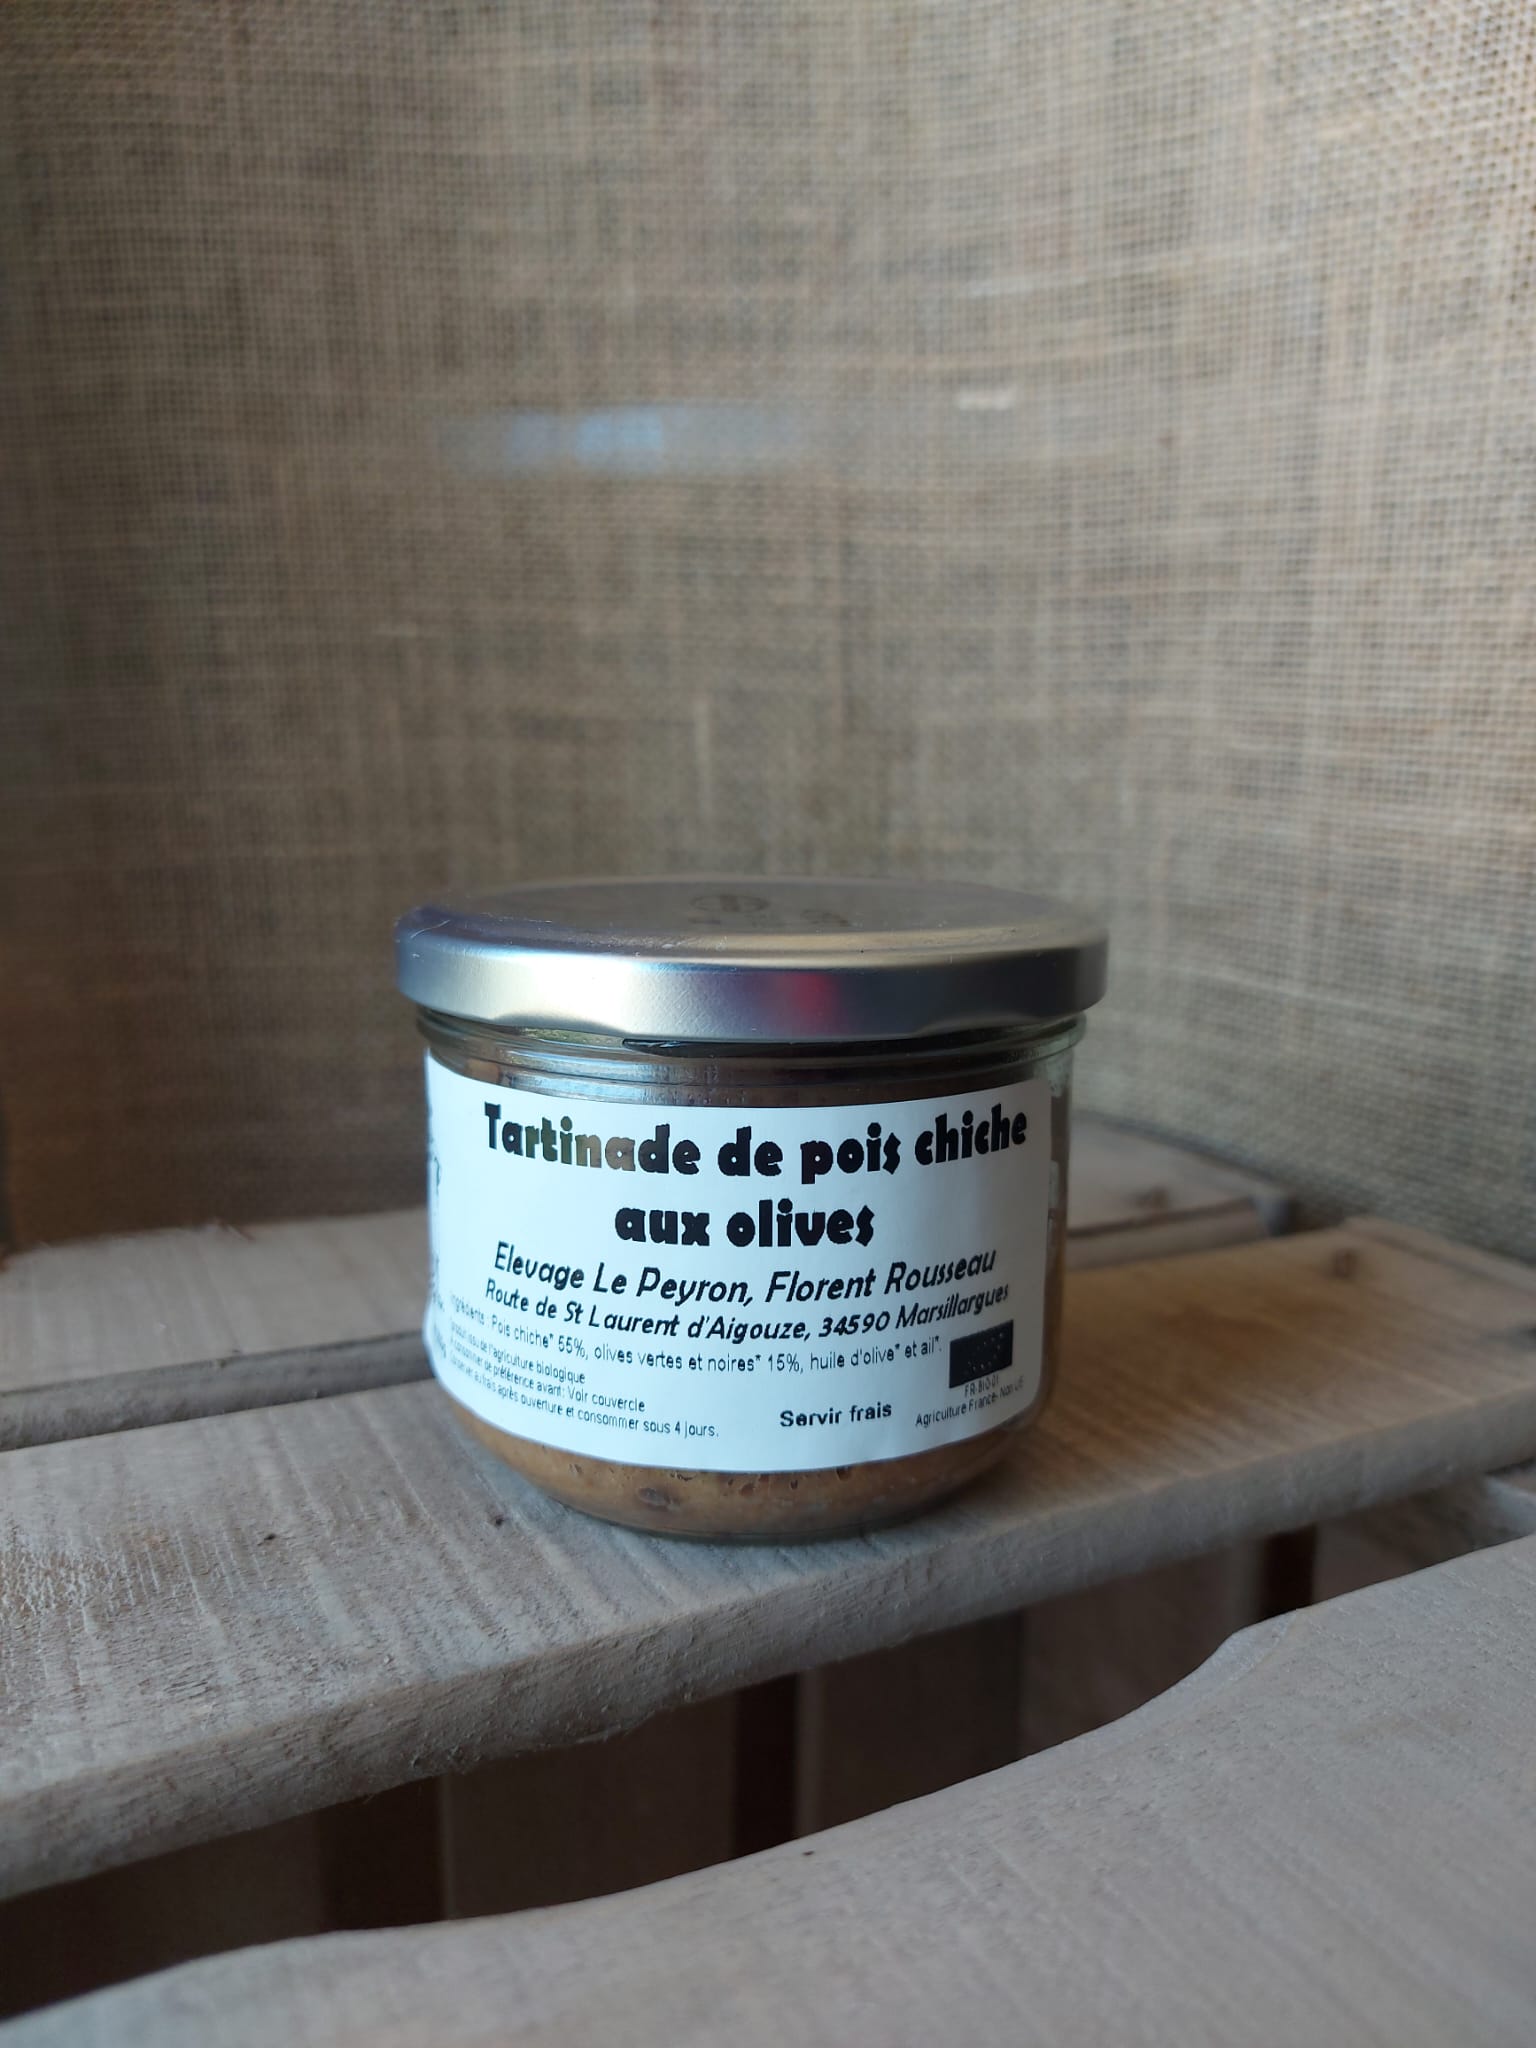 Tartinade de pois chiche
aux olives
Elevage Le Peyron, Florent Rousseau
Route de St Laurent d'Aigouze, 34590 Marsillargues
Ingrédients : Pois chiche* 55%, olives vertes et noires* 15%, huile d'olive* et ail*.
produit issu de l'agriculture biologique
A consommer de préférence avant: Voir couvercle
Conserver au frais après ouverture et consommer sous 4 jours.
Servir frais
FR-BIO-01
Agriculture France- Non UE